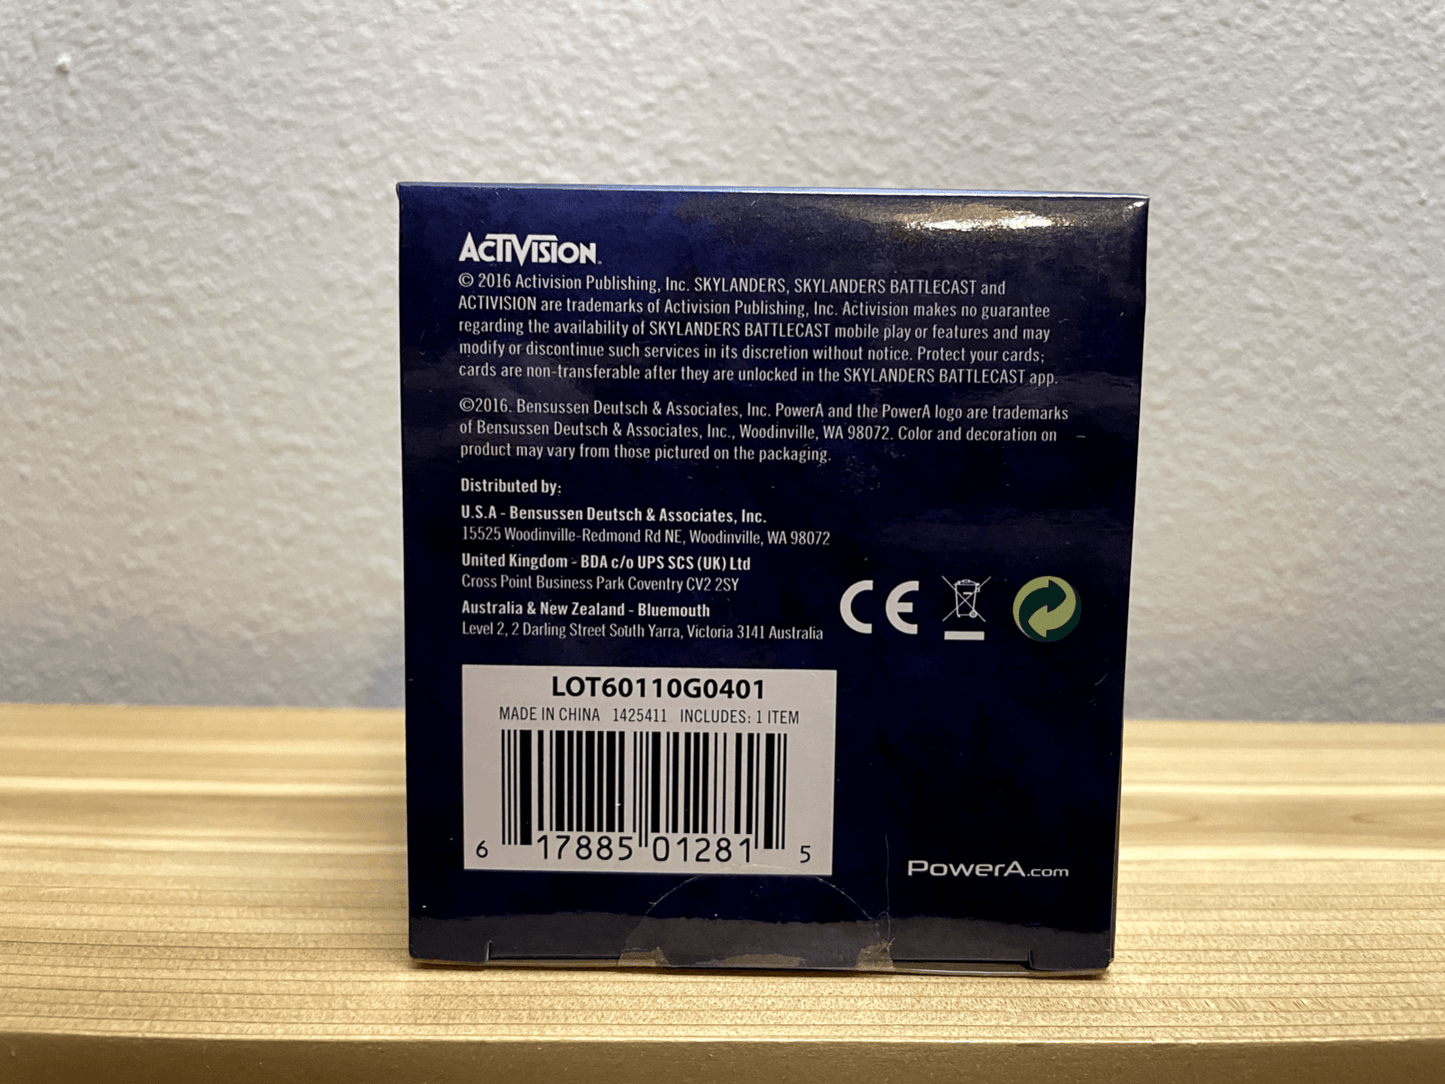 ACTIVISION.
© 2016 Activision Publishing, Inc. SKYLANDERS, SKYLANDERS BATTLECAST and
ACTIVISION are trademarks of Activision Publishing, Inc. Activision makes no guarantee
regarding the availability of SKYLANDERS BATTLECAST mobile play or features and may
modify or discontinue such services in its discretion without notice. Protect your cards;
cards are non-transferable after they are unlocked in the SKYLANDERS BATTLECAST app.
©2016. Bensussen Deutsch & Associates, Inc. PowerA and the PowerA logo are trademarks
of Bensussen Deutsch & Associates, Inc., Woodinville, WA 98072. Color and decoration on
product may vary from those pictured on the packaging.
Distributed by:
U.S.A - Bensussen Deutsch & Associates, Inc.
15525 Woodinville-Redmond Rd NE, Woodinville, WA 98072
United Kingdom - BDA c/o UPS SCS (UK) Ltd
Cross Point Business Park Coventry CV2 2SY
Australia & New Zealand - Bluemouth
Level 2, 2 Darling Street South Yarra, Victoria 3141 Australia
CE
LOT60110G0401
MADE IN CHINA 1425411 INCLUDES: 1 ITEM
6 17885 01281 5
PowerA.com